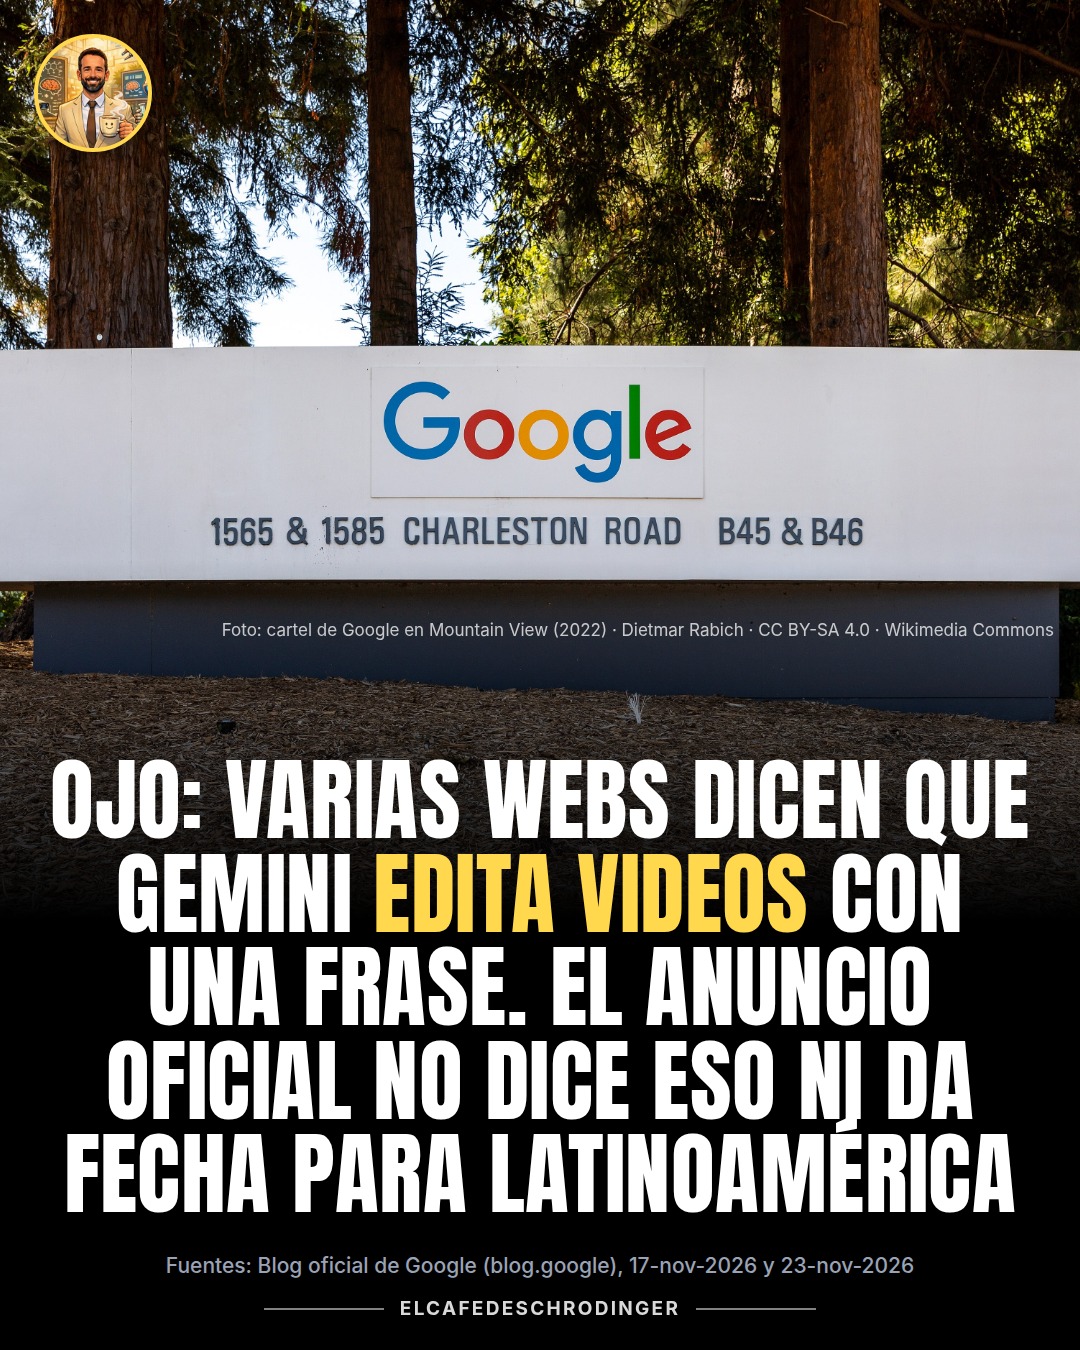 Google
1565 & 1585 CHARLESTON ROAD B45 & B46
Foto: cartel de Google en Mountain View (2022) · Dietmar Rabich · CC BY-SA 4.0 · Wikimedia Commons
OJO: VARIAS WEBS DICEN QUE
GEMINI EDITA VIDEOS CON
UNA FRASE. EL ANUNCIO
OFICIAL NO DICE ESO NI DA
FECHA PARA LATINOAMÉRICA
Fuentes: Blog oficial de Google (blog.google), 17-nov-2026 y 23-nov-2026
ELCAFEDESCHRODINGER